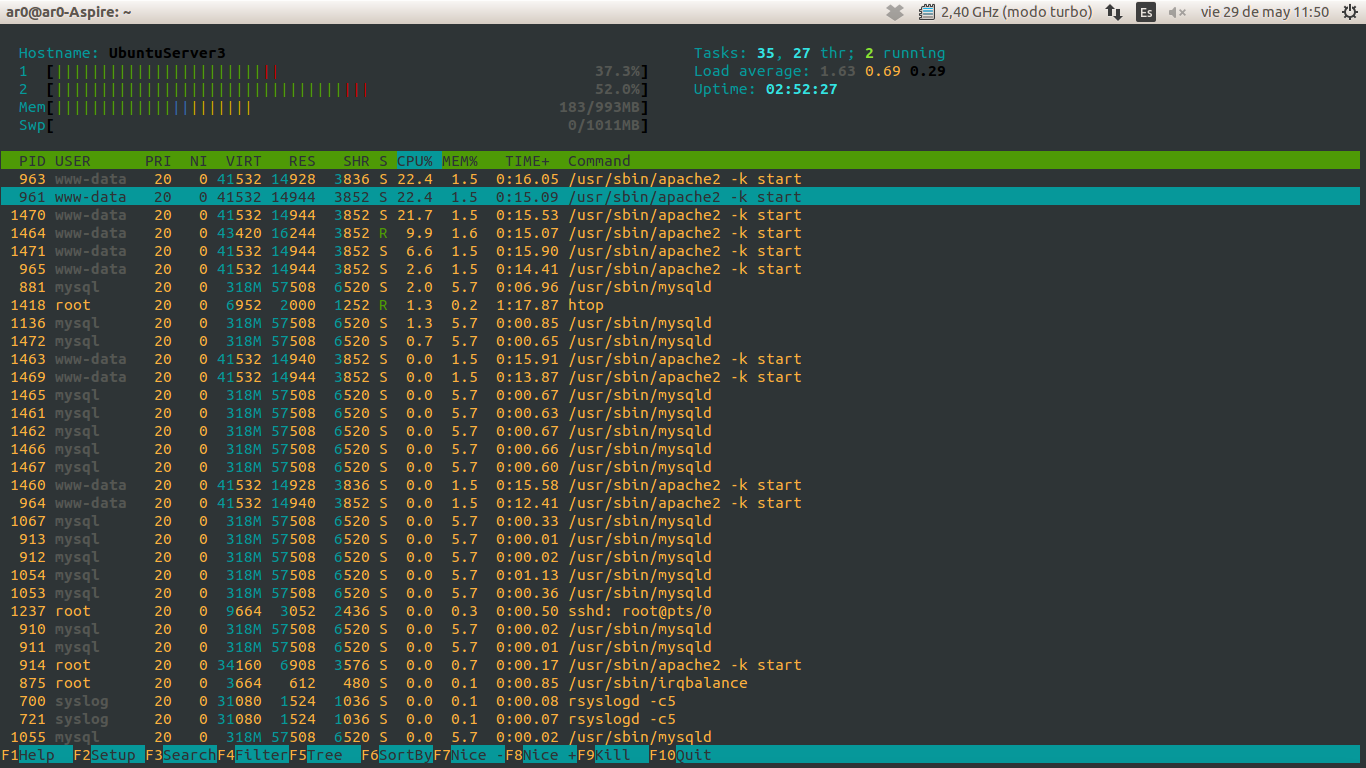 ar0@ar0-Aspire: ~ 2,40 GHz (modo turbo) Es vie 29 de may 11:50
Hostname: UbuntuServer3 Tasks: 35, 27 thr; 2 running
1 [||||||||||||||||||||||||| 37.3%] Load average: 1.63 0.69 0.29
2 [||||||||||||||||||||||||||||||||||| 52.0%] Uptime: 02:52:27
Mem[|||||||||||||||||||||| 183/993MB]
Swp[ 0/1011MB]
PID USER PRI NI VIRT RES SHR S CPU% MEM% TIME+ Command
963 www-data 20 0 41532 14928 3836 S 22.4 1.5 0:16.05 /usr/sbin/apache2 -k start
961 www-data 20 0 41532 14944 3852 S 22.4 1.5 0:15.09 /usr/sbin/apache2 -k start
1470 www-data 20 0 41532 14944 3852 S 21.7 1.5 0:15.53 /usr/sbin/apache2 -k start
1464 www-data 20 0 43420 16244 3852 R 9.9 1.6 0:15.07 /usr/sbin/apache2 -k start
1471 www-data 20 0 41532 14944 3852 S 6.6 1.5 0:15.90 /usr/sbin/apache2 -k start
965 www-data 20 0 41532 14944 3852 S 2.6 1.5 0:14.41 /usr/sbin/apache2 -k start
881 mysql 20 0 318M 57508 6520 S 2.0 5.7 0:06.96 /usr/sbin/mysqld
1418 root 20 0 6952 2000 1252 R 1.3 0.2 1:17.87 htop
1136 mysql 20 0 318M 57508 6520 S 1.3 5.7 0:00.85 /usr/sbin/mysqld
1472 mysql 20 0 318M 57508 6520 S 0.7 5.7 0:00.65 /usr/sbin/mysqld
1463 www-data 20 0 41532 14940 3852 S 0.0 1.5 0:15.91 /usr/sbin/apache2 -k start
1469 www-data 20 0 41532 14944 3852 S 0.0 1.5 0:13.87 /usr/sbin/apache2 -k start
1465 mysql 20 0 318M 57508 6520 S 0.0 5.7 0:00.67 /usr/sbin/mysqld
1461 mysql 20 0 318M 57508 6520 S 0.0 5.7 0:00.63 /usr/sbin/mysqld
1462 mysql 20 0 318M 57508 6520 S 0.0 5.7 0:00.67 /usr/sbin/mysqld
1466 mysql 20 0 318M 57508 6520 S 0.0 5.7 0:00.66 /usr/sbin/mysqld
1467 mysql 20 0 318M 57508 6520 S 0.0 5.7 0:00.60 /usr/sbin/mysqld
1460 www-data 20 0 41532 14928 3836 S 0.0 1.5 0:15.58 /usr/sbin/apache2 -k start
964 www-data 20 0 41532 14940 3852 S 0.0 1.5 0:12.41 /usr/sbin/apache2 -k start
1067 mysql 20 0 318M 57508 6520 S 0.0 5.7 0:00.33 /usr/sbin/mysqld
913 mysql 20 0 318M 57508 6520 S 0.0 5.7 0:00.01 /usr/sbin/mysqld
912 mysql 20 0 318M 57508 6520 S 0.0 5.7 0:00.02 /usr/sbin/mysqld
1054 mysql 20 0 318M 57508 6520 S 0.0 5.7 0:01.13 /usr/sbin/mysqld
1053 mysql 20 0 318M 57508 6520 S 0.0 5.7 0:00.36 /usr/sbin/mysqld
1237 root 20 0 9664 3052 2436 S 0.0 0.3 0:00.50 sshd: root@pts/0
910 mysql 20 0 318M 57508 6520 S 0.0 5.7 0:00.02 /usr/sbin/mysqld
911 mysql 20 0 318M 57508 6520 S 0.0 5.7 0:00.01 /usr/sbin/mysqld
914 root 20 0 34160 6908 3576 S 0.0 0.7 0:00.17 /usr/sbin/apache2 -k start
875 root 20 0 3664 612 480 S 0.0 0.1 0:00.85 /usr/sbin/irqbalance
700 syslog 20 0 31080 1524 1036 S 0.0 0.1 0:00.08 rsyslogd -c5
721 syslog 20 0 31080 1524 1036 S 0.0 0.1 0:00.07 rsyslogd -c5
1055 mysql 20 0 318M 57508 6520 S 0.0 5.7 0:00.02 /usr/sbin/mysqld
F1Help F2Setup F3SearchF4FilterF5Tree F6SortByF7Nice -F8Nice +F9Kill F10Quit